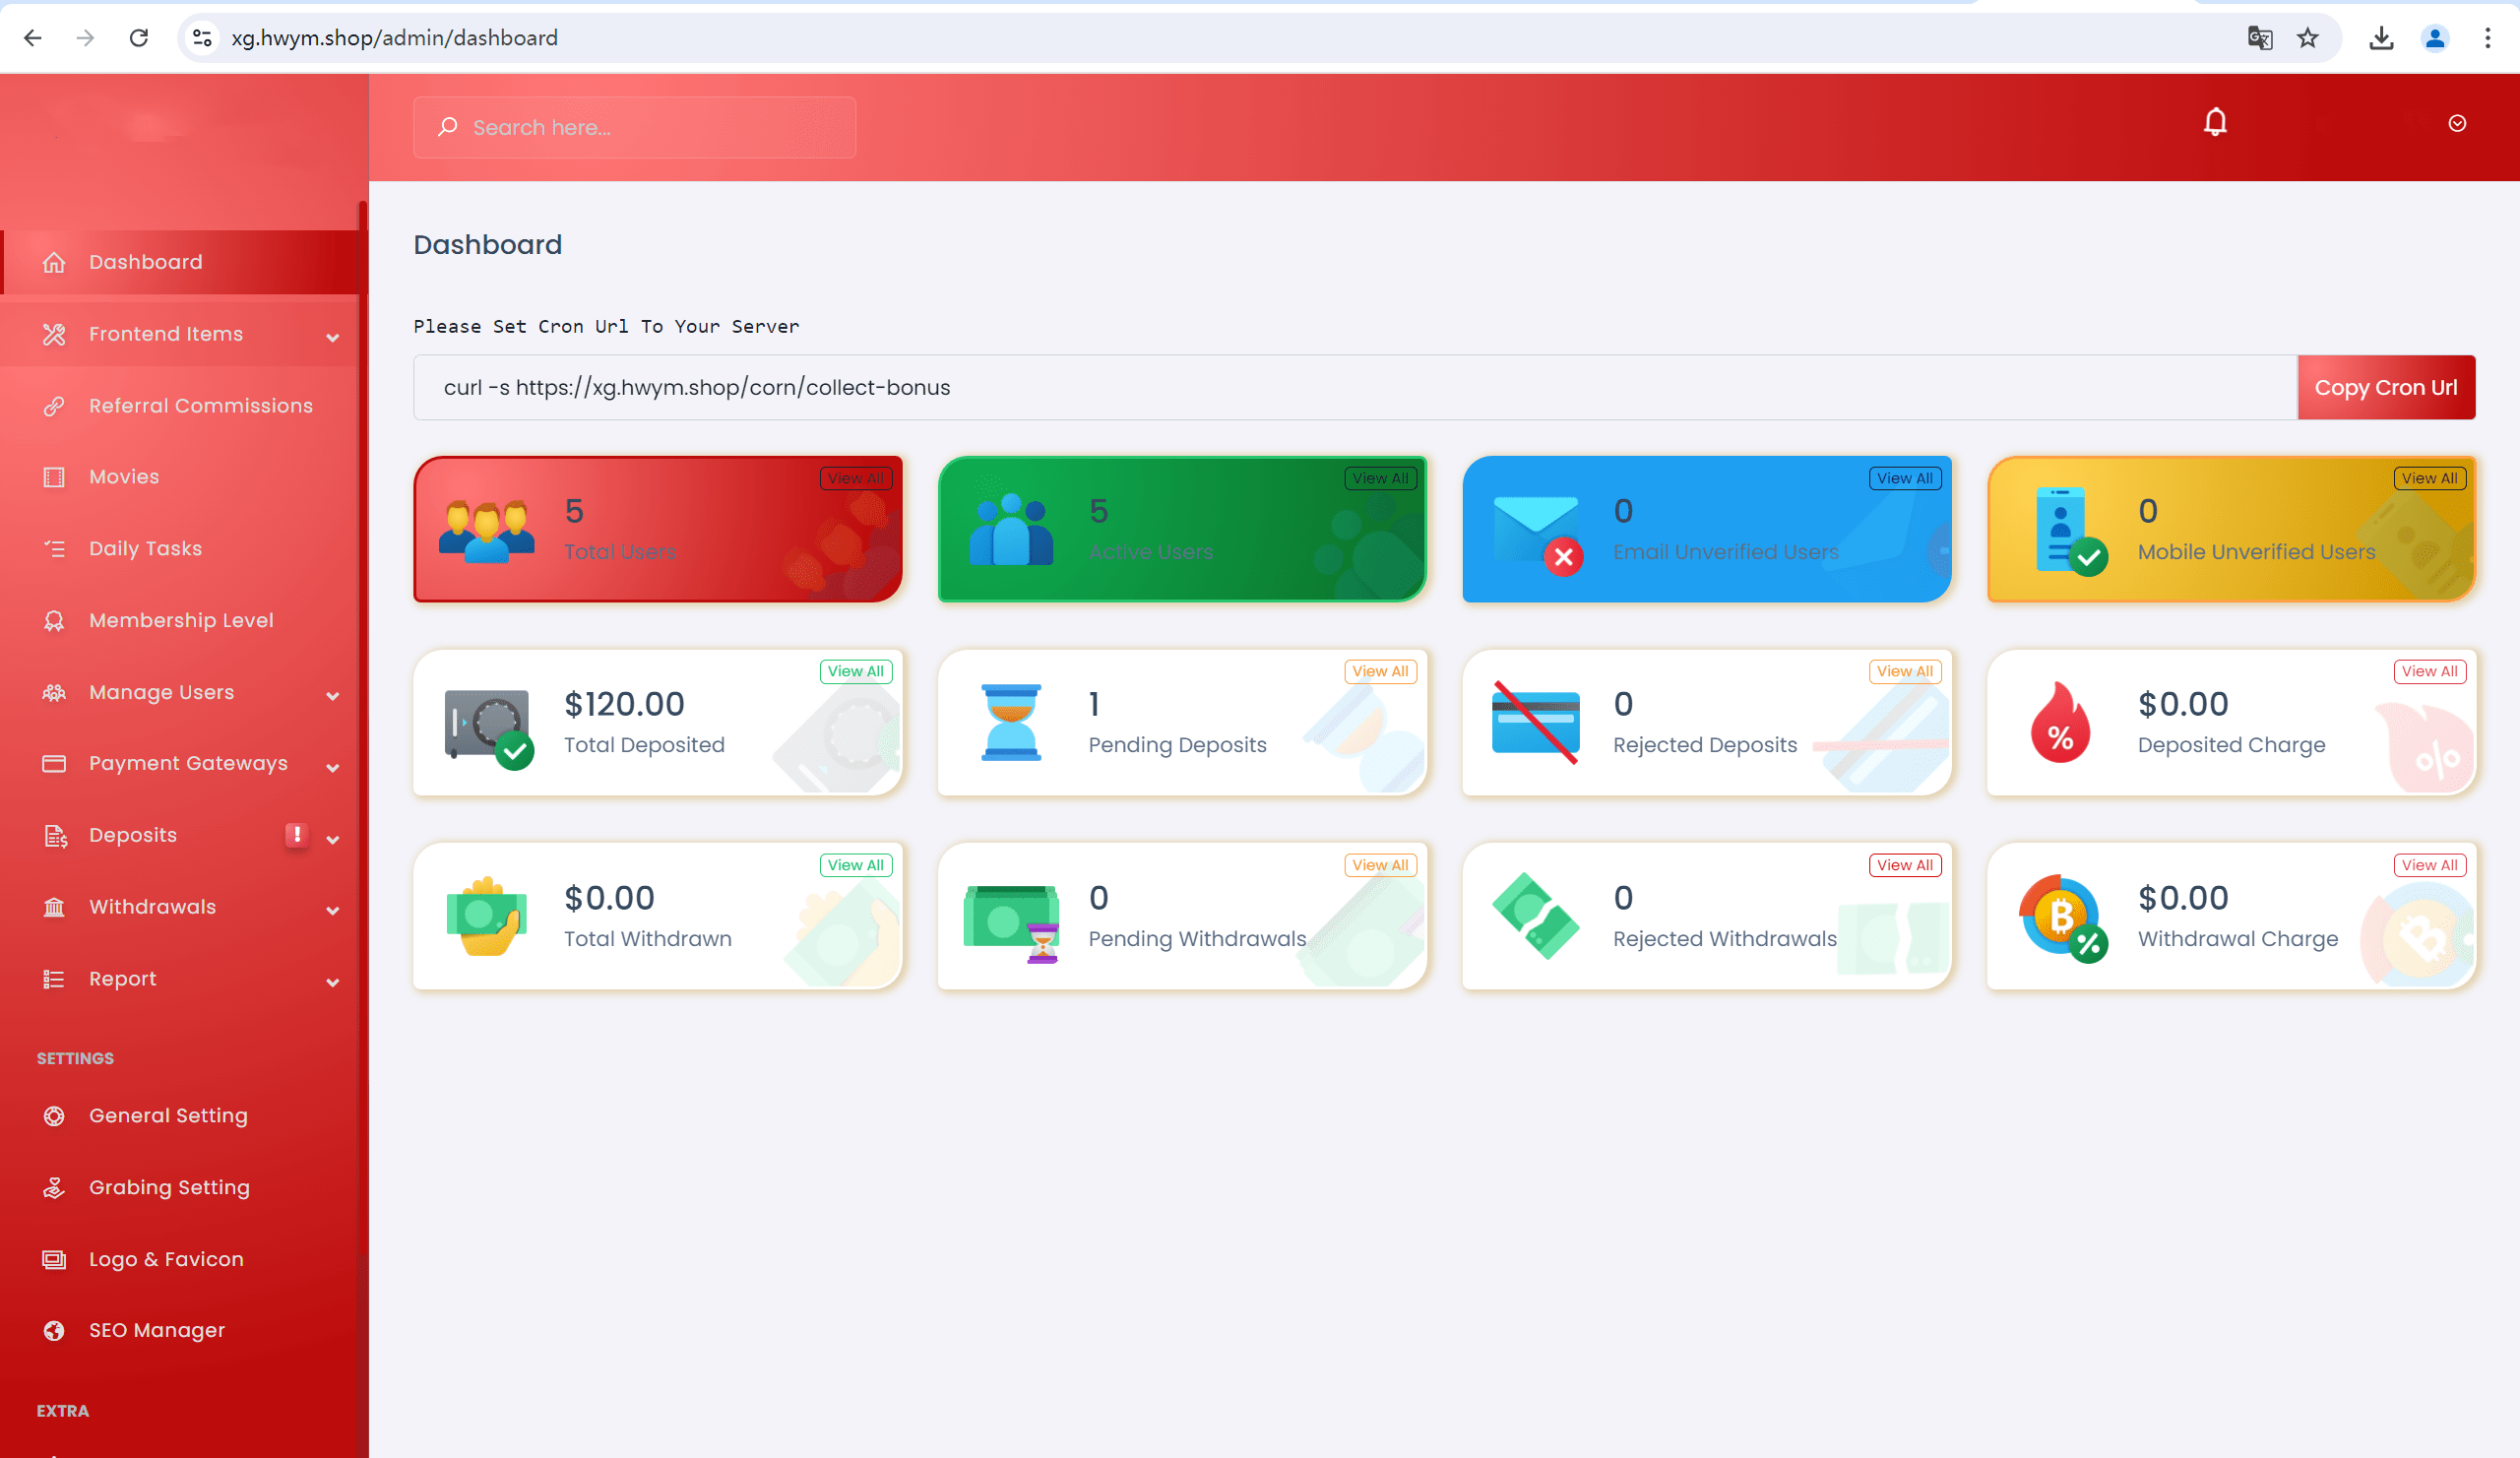 xg.hwym.shop/admin/dashboard
Search here...
Dashboard
Frontend Items
Referral Commissions
Movies
Daily Tasks
Membership Level
Manage Users
Payment Gateways
Deposits
!
Withdrawals
Report
SETTINGS
General Setting
Grabing Setting
Logo & Favicon
SEO Manager
EXTRA
Dashboard
Please Set Cron Url To Your Server
curl -s https://xg.hwym.shop/corn/collect-bonus
Copy Cron Url
View All
5
Total Users
View All
5
Active Users
View All
0
Email Unverified Users
View All
0
Mobile Unverified Users
View All
$120.00
Total Deposited
View All
1
Pending Deposits
View All
0
Rejected Deposits
View All
$0.00
Deposited Charge
View All
$0.00
Total Withdrawn
View All
0
Pending Withdrawals
View All
0
Rejected Withdrawals
View All
$0.00
Withdrawal Charge